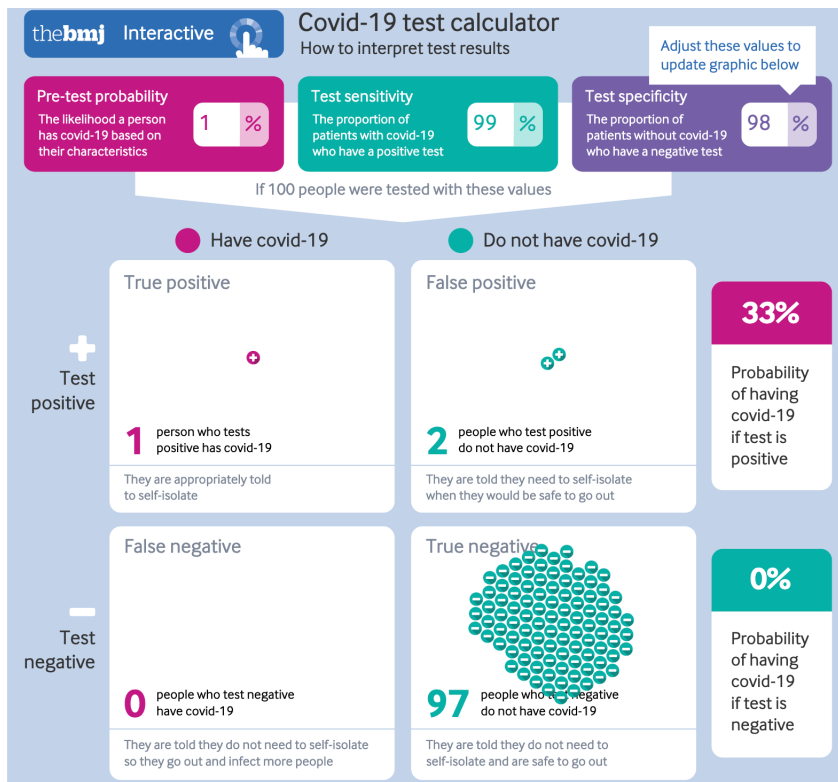 thebmj Interactive
Covid-19 test calculator
How to interpret test results
Adjust these values to
update graphic below
Pre-test probability
The likelihood a person
has covid-19 based on
their characteristics
1 %
Test sensitivity
The proportion of
patients with covid-19
who have a positive test
99 %
Test specificity
The proportion of
patients without covid-19
who have a negative test
98 %
If 100 people were tested with these values
Have covid-19
Do not have covid-19
Test
positive
True positive
1 person who tests
positive has covid-19
They are appropriately told
to self-isolate
False positive
2 people who test positive
do not have covid-19
They are told they need to self-isolate
when they would be safe to go out
33%
Probability
of having
covid-19
if test is
positive
Test
negative
False negative
0 people who test negative
have covid-19
They are told they do not need to self-isolate
so they go out and infect more people
True negative
97 people who test negative
do not have covid-19
They are told they do not need to
self-isolate and are safe to go out
0%
Probability
of having
covid-19
if test is
negative